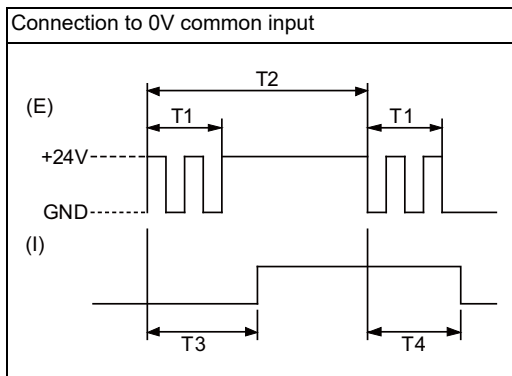 Connection to 0V common input
T2
(E)
T1 T1
+24V
GND
(I)
T3 T4